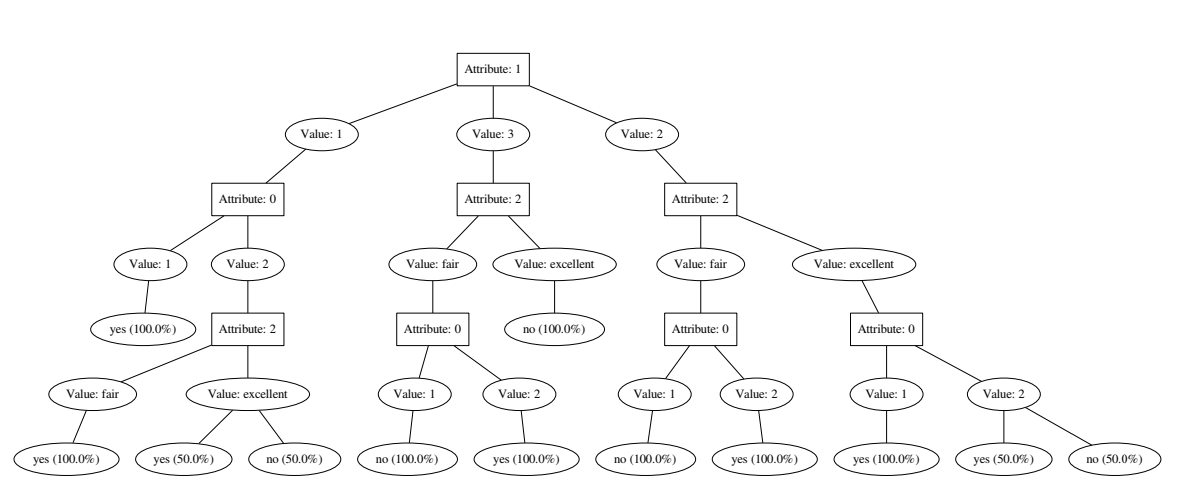 Attribute: 1
Value: 1
Value: 3
Value: 2
Attribute: 0
Attribute: 2
Attribute: 2
Value: 1
Value: 2
Value: fair
Value: excellent
Value: fair
Value: excellent
yes (100.0%)
Attribute: 2
Attribute: 0
no (100.0%)
Attribute: 0
Attribute: 0
Value: fair
Value: excellent
Value: 1
Value: 2
Value: 1
Value: 2
Value: 1
Value: 2
yes (100.0%)
yes (50.0%)
no (50.0%)
no (100.0%)
yes (100.0%)
no (100.0%)
yes (100.0%)
yes (100.0%)
yes (50.0%)
no (50.0%)